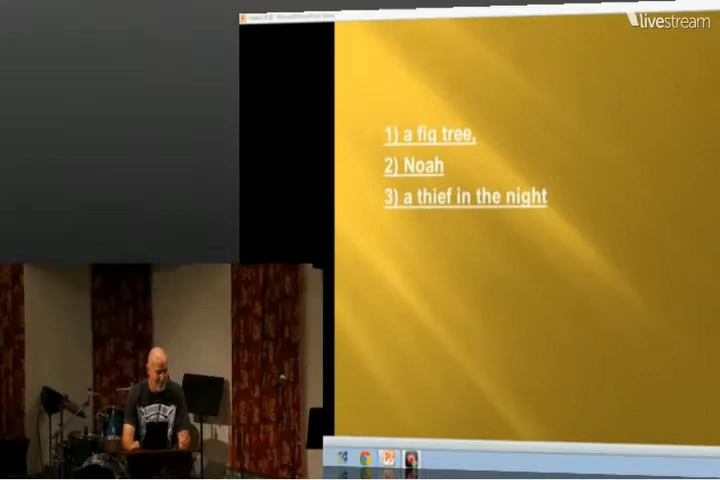 livestream
1) a fig tree,
2) Noah
3) a thief in the night